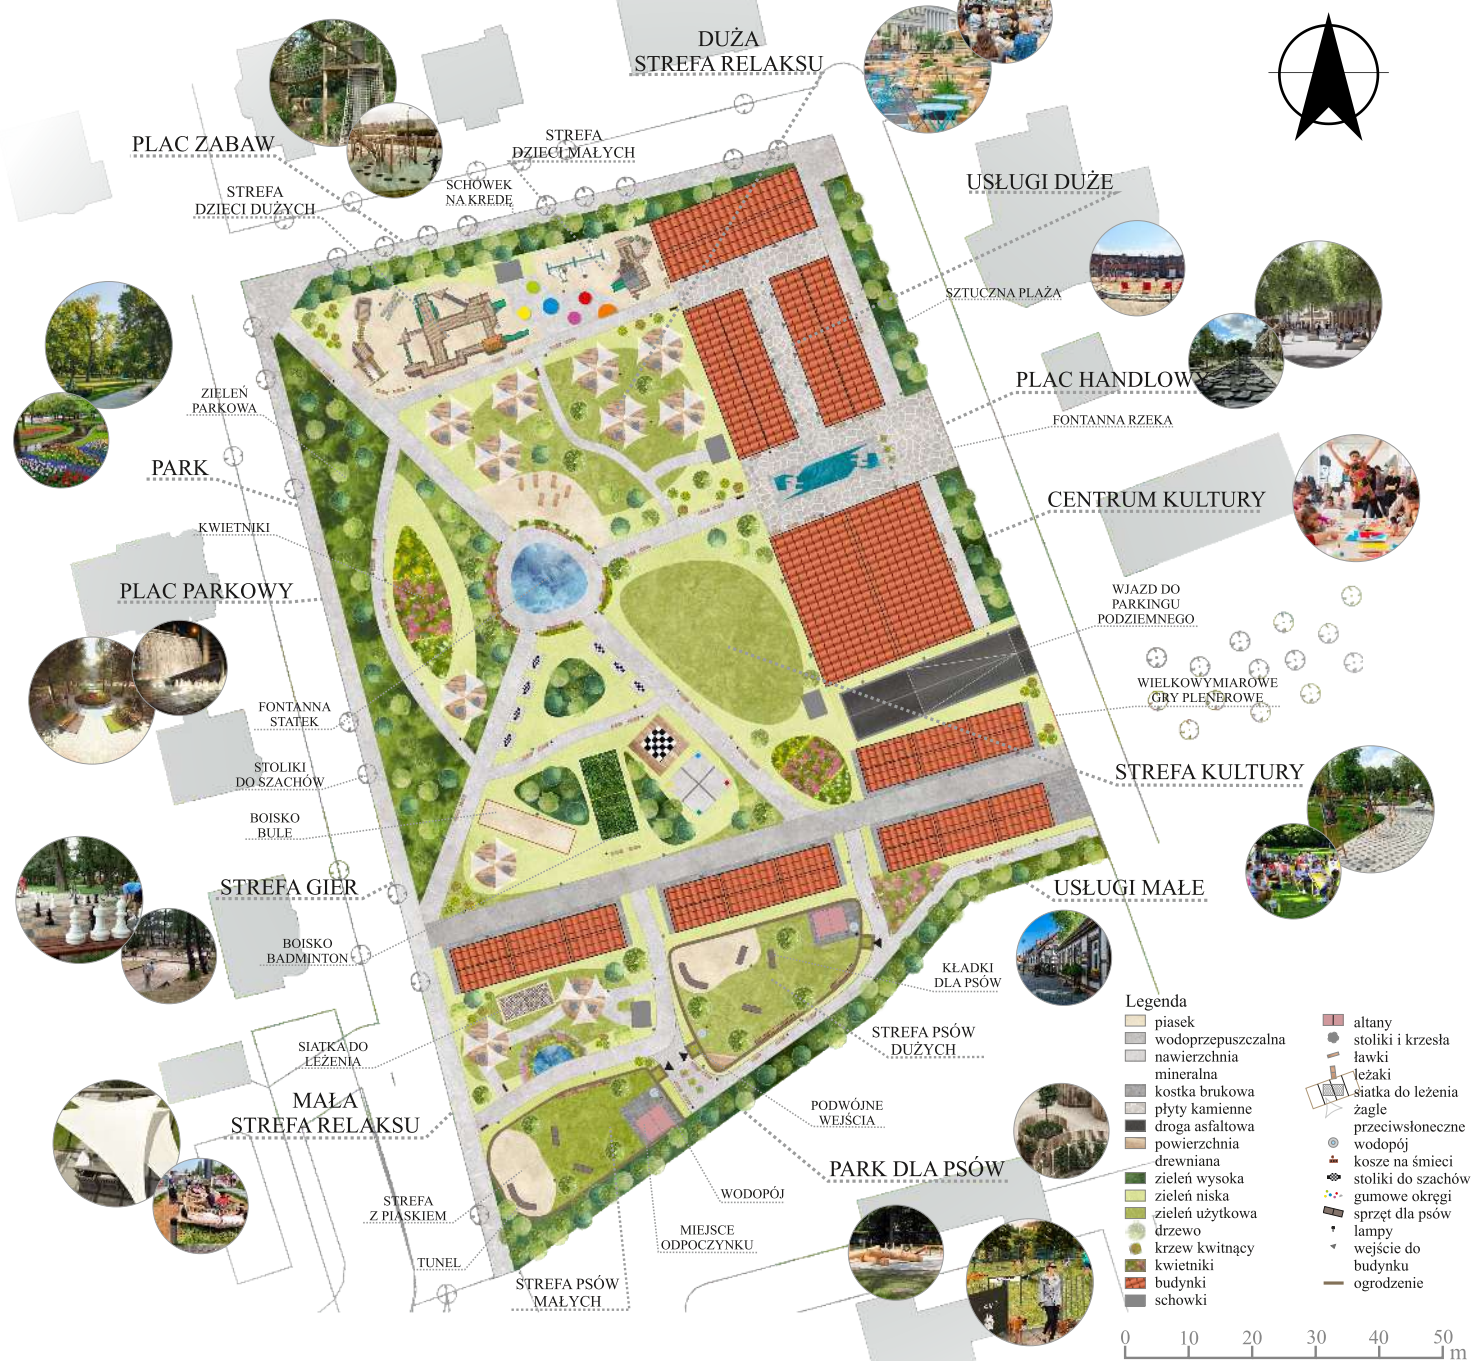 DUŻA
STREFA RELAKSU
PLAC ZABAW
STREFA
DZIECI MAŁYCH
STREFA
DZIECI DUŻYCH
SCHOWEK
NA KREDĘ
USŁUGI DUŻE
SZTUCZNA PLAŻA
ZIELEŃ
PARKOWA
PLAC HANDLOWY
FONTANNA RZEKA
PARK
CENTRUM KULTURY
KWIETNIKI
PLAC PARKOWY
WJAZD DO
PARKINGU
PODZIEMNEGO
WIELKOWYMIAROWE
GRY PLENEROWE
FONTANNA
STATEK
STOLIKI
DO SZACHÓW
STREFA KULTURY
BOISKO
BULE
STREFA GIER
USŁUGI MAŁE
BOISKO
BADMINTON
KŁADKI
DLA PSÓW
STREFA PSÓW
DUŻYCH
SIATKA DO
LEŻENIA
MAŁA
STREFA RELAKSU
PODWÓJNE
WEJŚCIA
PARK DLA PSÓW
WODOPÓJ
STREFA
Z PIASKIEM
MIEJSCE
ODPOCZYNKU
TUNEL
STREFA PSÓW
MAŁYCH
Legenda
piasek
wodoprzepuszczalna
nawierzchnia
mineralna
kostka brukowa
płyty kamienne
droga asfaltowa
powierzchnia
drewniana
zieleń wysoka
zieleń niska
zieleń użytkowa
drzewo
krzew kwitnący
kwietniki
budynki
schowki
altany
stoliki i krzesła
ławki
leżaki
siatka do leżenia
żagle
przeciwsłoneczne
wodopój
kosze na śmieci
stoliki do szachów
gumowe okręgi
sprzęt dla psów
lampy
wejście do
budynku
ogrodzenie
0 10 20 30 40 50
m